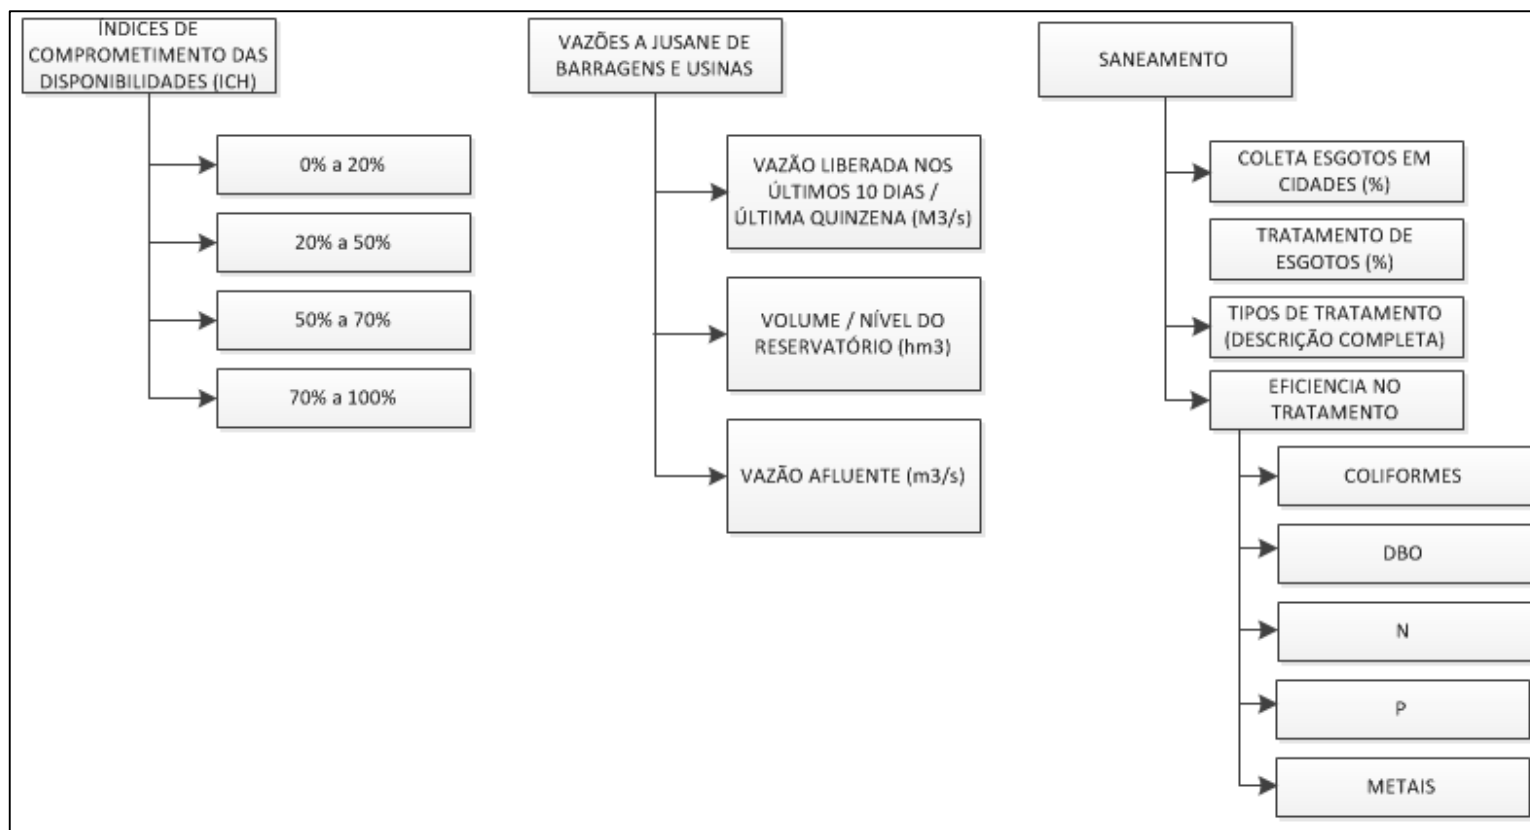 ÍNDICES DE
COMPROMETIMENTO DAS
DISPONIBILIDADES (ICH)
0% a 20%
20% a 50%
50% a 70%
70% a 100%
VAZÕES A JUSANE DE
BARRAGENS E USINAS
VAZÃO LIBERADA NOS
ÚLTIMOS 10 DIAS /
ÚLTIMA QUINZENA (M3/s)
VOLUME / NÍVEL DO
RESERVATÓRIO (hm3)
VAZÃO AFLUENTE (m3/s)
SANEAMENTO
COLETA ESGOTOS EM
CIDADES (%)
TRATAMENTO DE
ESGOTOS (%)
TIPOS DE TRATAMENTO
(DESCRIÇÃO COMPLETA)
EFICIENCIA NO
TRATAMENTO
COLIFORMES
DBO
N
P
METAIS